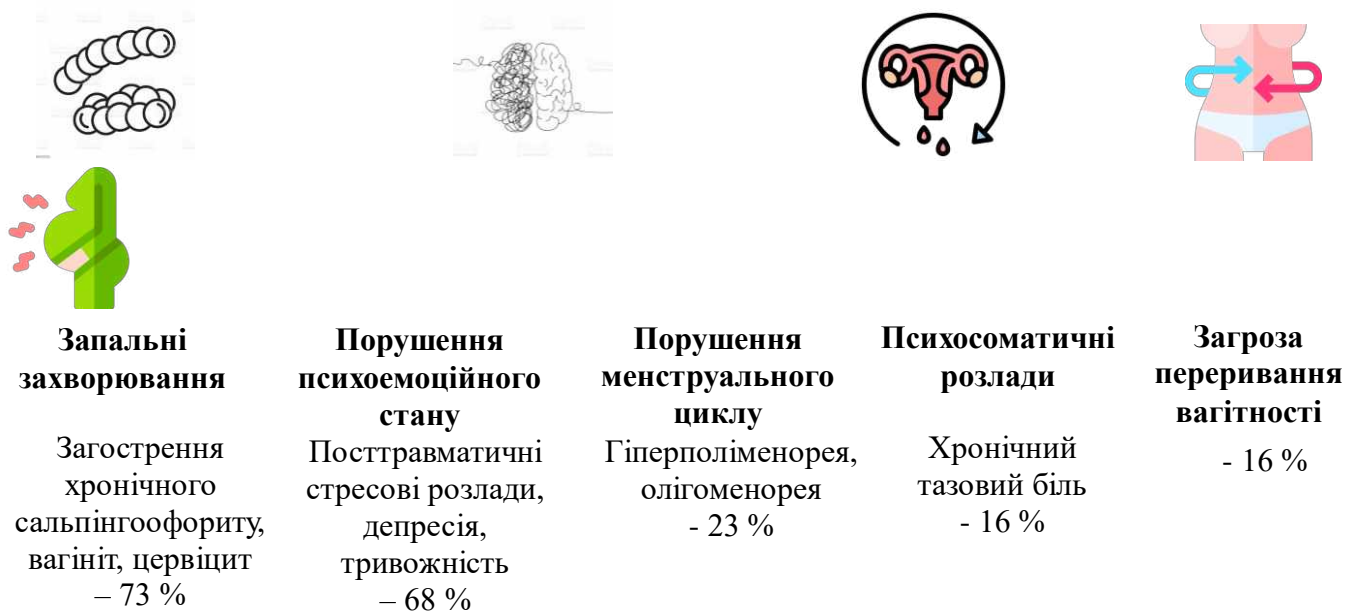 Запальні
захворювання
Загострення
хронічного
сальпінгоофориту,
вагініт, цервіцит
– 73 %
Порушення
психоемоційного
стану
Посттравматичні
стресові розлади,
депресія,
тривожність
– 68 %
Порушення
менструального
циклу
Гіперполіменорея,
олігоменорея
- 23 %
Психосоматичні
розлади
Хронічний
тазовий біль
- 16 %
Загроза
переривання
вагітності
- 16 %